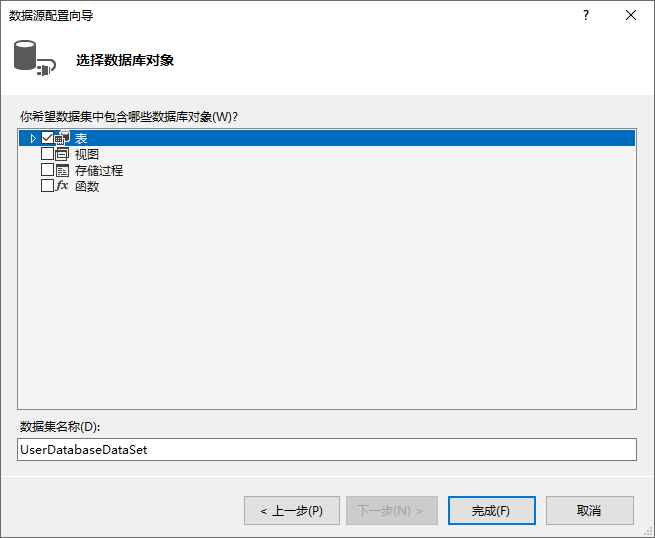 数据源配置向导
选择数据库对象
你希望数据集中包含哪些数据库对象(W)?
表
视图
存储过程
fx 函数
数据集名称(D):
UserDatabaseDataSet
< 上一步(P) 下一步(N) > 完成(F) 取消